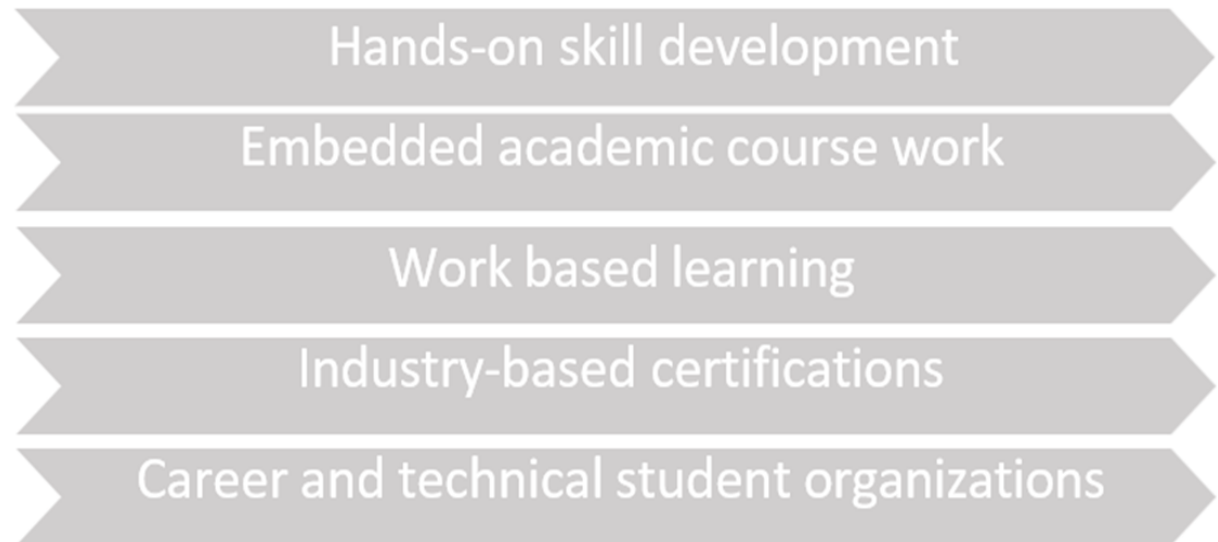 Hands-on skill development
Embedded academic course work
Work based learning
Industry-based certifications
Career and technical student organizations